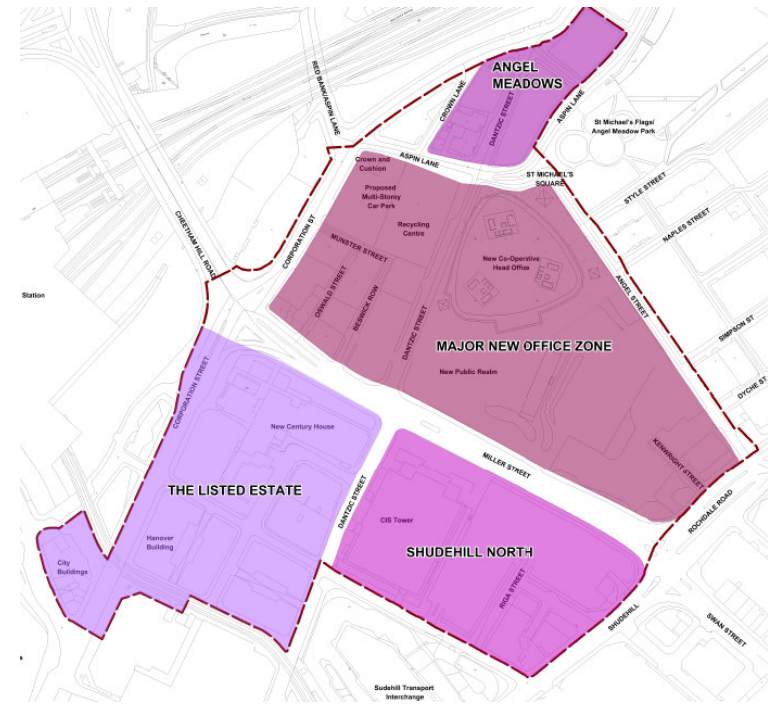 ANGEL
MEADOWS
RED BANK/ASPIN LANE
CROWN LANE
DANTZIC STREET
ASPIN LANE
St Michael's Flags/
Angel Meadow Park
Crown and
Cushion
ASPIN LANE
ST MICHAEL'S
SQUARE
Proposed
Multi-Storey
Car Park
STYLE STREET
NAPLES STREET
CHEETHAM HILL ROAD
CORPORATION ST
Recycling
Centre
MUNSTER STREET
New Co-Operative
Head Office
OSWALD STREET
BESWICK ROW
DANTZIC STREET
ANGEL STREET
Station
SIMPSON ST
MAJOR NEW OFFICE ZONE
New Public Realm
DYCHE ST
CORPORATION STREET
New Century House
KENWRIGHT STREET
MILLER STREET
THE LISTED ESTATE
DANTZIC STREET
ROCHDALE ROAD
CIS Tower
Hanover
Building
SHUDEHILL NORTH
City
Buildings
RIGA STREET
SHUDEHILL
SWAN STREET
Sudehill Transport
Interchange